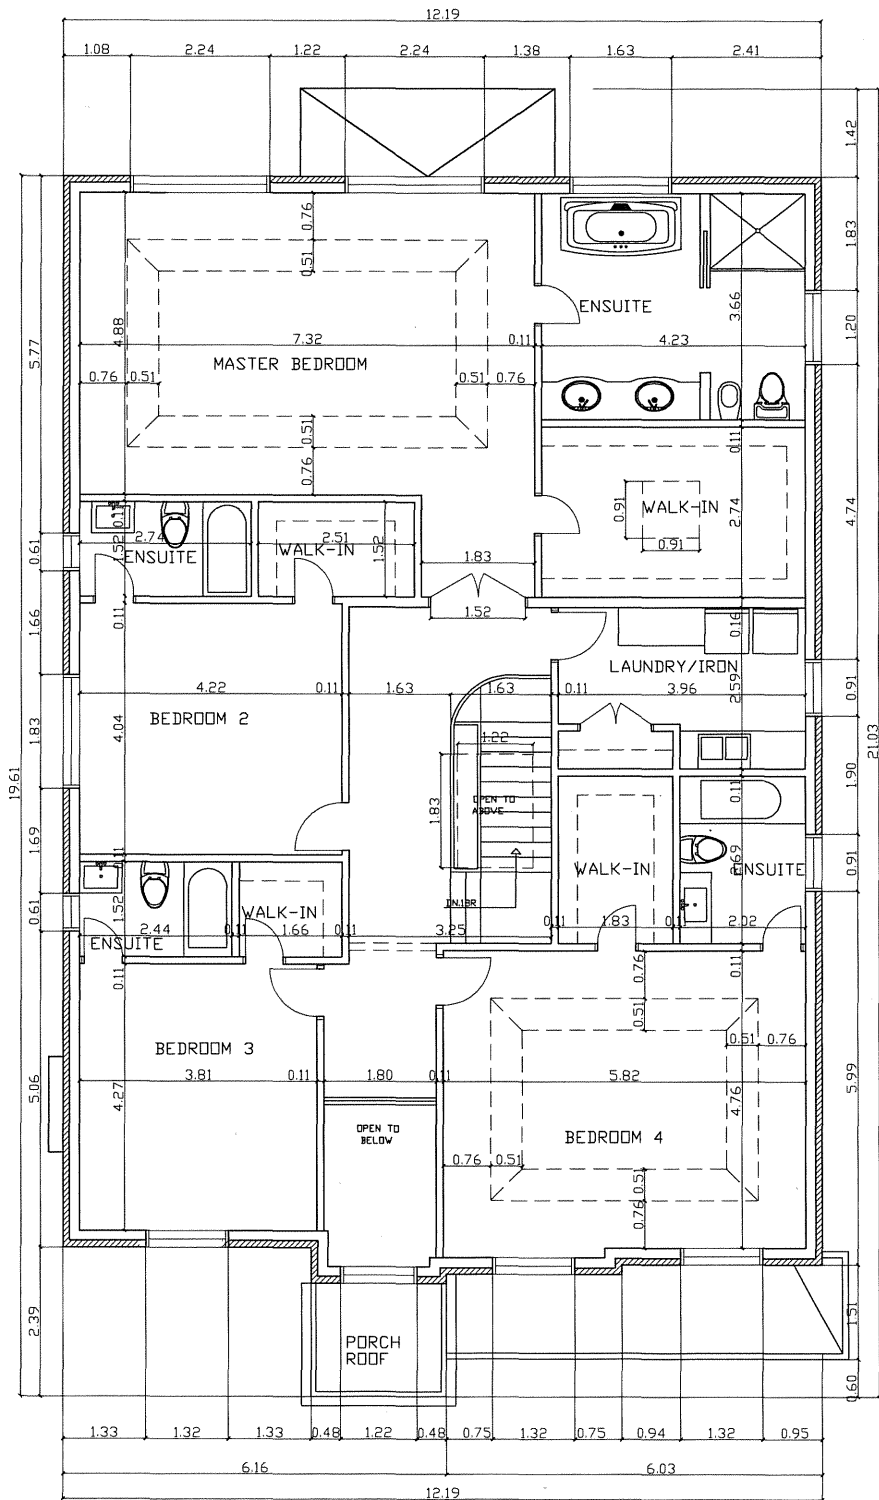 12.19
1.08 2.24 1.22 2.24 1.38 1.63 2.41
1.42
0.76
1.83
0.51
ENSUITE
3.66
4.88
1.20
5.77
7.32 0.11 4.23
MASTER BEDROOM
0.76 0.51 0.51 0.76
0.51
0.11
0.76
WALK-IN
0.91
2.74
4.74
0.91
0.11
2.74
ENSUITE
1.52
2.51
WALK-IN
1.52
0.61
1.83
1.52
0.11
0.16
1.66
LAUNDRY/IRON
4.22 0.11 1.63 1.63 0.11 3.96
2.59
0.91
BEDROOM 2
4.04
1.83
1.22
21.03
19.61
1.83
OPEN TO
ABOVE
0.11
1.90
1.69
WALK-IN
2.69
ENSUITE
0.91
0.61
1.52
WALK-IN
DN.18R
2.44 0.11 1.66 0.11 3.25 0.11 1.83 0.11 2.02
ENSUITE
0.11
0.76
0.11
0.51
BEDROOM 3
0.51 0.76
3.81 0.11 1.80 0.11 5.82
5.06
4.27
4.76
5.99
OPEN TO
BELOW
BEDROOM 4
0.76 0.51
0.51
0.76
2.39
1.51
PORCH
ROOF
0.60
1.33 1.32 1.33 0.48 1.22 0.48 0.75 1.32 0.75 0.94 1.32 0.95
6.16 6.03
12.19